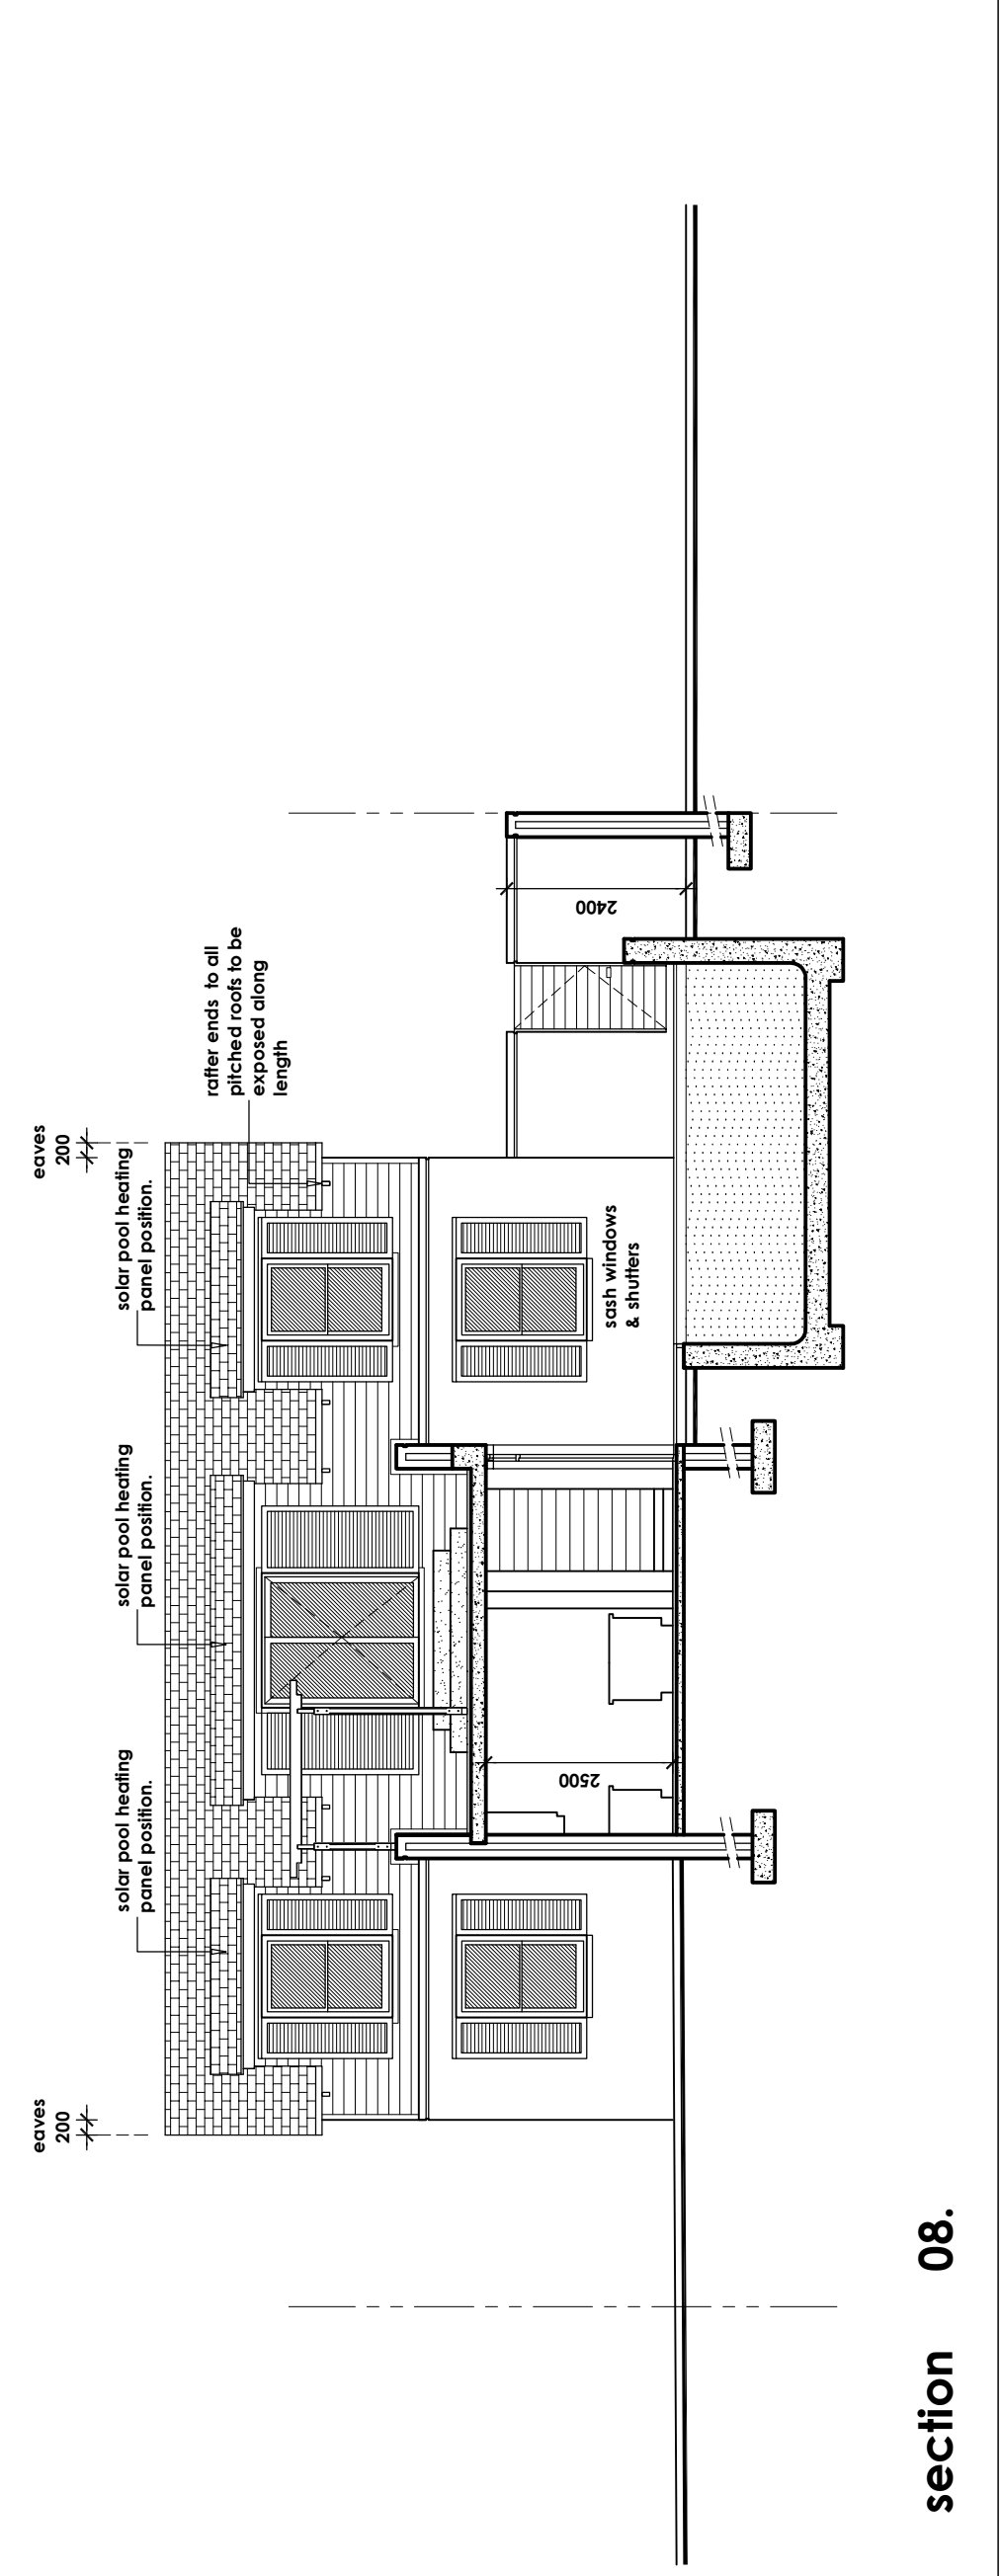 eaves
200
solar pool heating
panel position.
solar pool heating
panel position.
solar pool heating
panel position.
eaves
200
rafter ends to all
pitched roofs to be
exposed along
length
sash windows
& shutters
2500
2400
section 08.